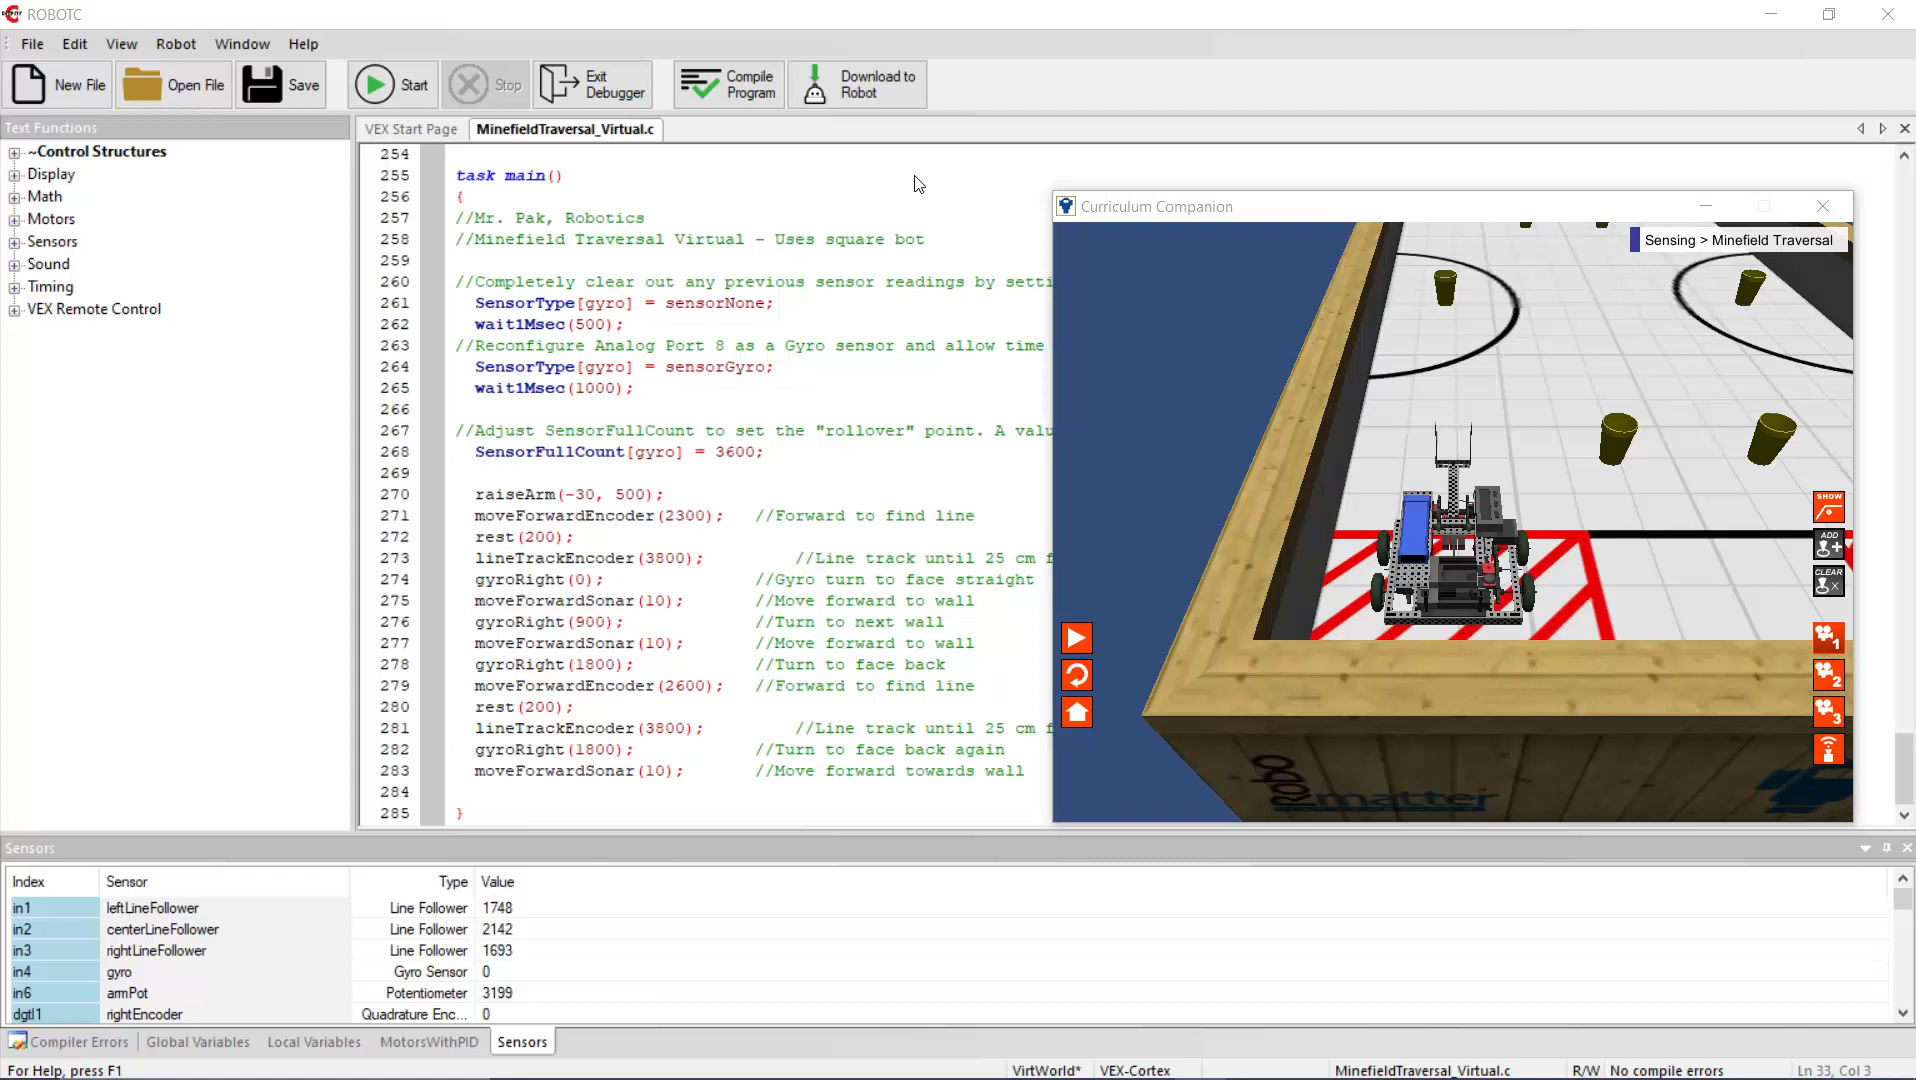 ROBOTC
File Edit View Robot Window Help
New File Open File Save Start Stop Exit Debugger Compile Program Download to Robot
Text Functions
~Control Structures
Display
Math
Motors
Sensors
Sound
Timing
VEX Remote Control
VEX Start Page MinefieldTraversal_Virtual.c
254
255 task main()
256 {
257 //Mr. Pak, Robotics
258 //Minefield Traversal Virtual - Uses square bot
259
260 //Completely clear out any previous sensor readings by setti
261 SensorType[gyro] = sensorNone;
262 wait1Msec(500);
263 //Reconfigure Analog Port 8 as a Gyro sensor and allow time
264 SensorType[gyro] = sensorGyro;
265 wait1Msec(1000);
266
267 //Adjust SensorFullCount to set the "rollover" point. A valu
268 SensorFullCount[gyro] = 3600;
269
270 raiseArm(-30, 500);
271 moveForwardEncoder(2300); //Forward to find line
272 rest(200);
273 lineTrackEncoder(3800); //Line track until 25 cm f
274 gyroRight(0); //Gyro turn to face straight
275 moveForwardSonar(10); //Move forward to wall
276 gyroRight(900); //Turn to next wall
277 moveForwardSonar(10); //Move forward to wall
278 gyroRight(1800); //Turn to face back
279 moveForwardEncoder(2600); //Forward to find line
280 rest(200);
281 lineTrackEncoder(3800); //Line track until 25 cm f
282 gyroRight(1800); //Turn to face back again
283 moveForwardSonar(10); //Move forward towards wall
284
285 }
Curriculum Companion
Sensing > Minefield Traversal
SHOW
ADD
CLEAR
1
2
3
robo
matter
Sensors
Index Sensor Type Value
in1 leftLineFollower Line Follower 1748
in2 centerLineFollower Line Follower 2142
in3 rightLineFollower Line Follower 1693
in4 gyro Gyro Sensor 0
in6 armPot Potentiometer 3199
dgtl1 rightEncoder Quadrature Enc... 0
Compiler Errors Global Variables Local Variables MotorsWithPID Sensors
For Help, press F1 VirtWorld* VEX-Cortex MinefieldTraversal_Virtual.c R/W No compile errors Ln 33, Col 3